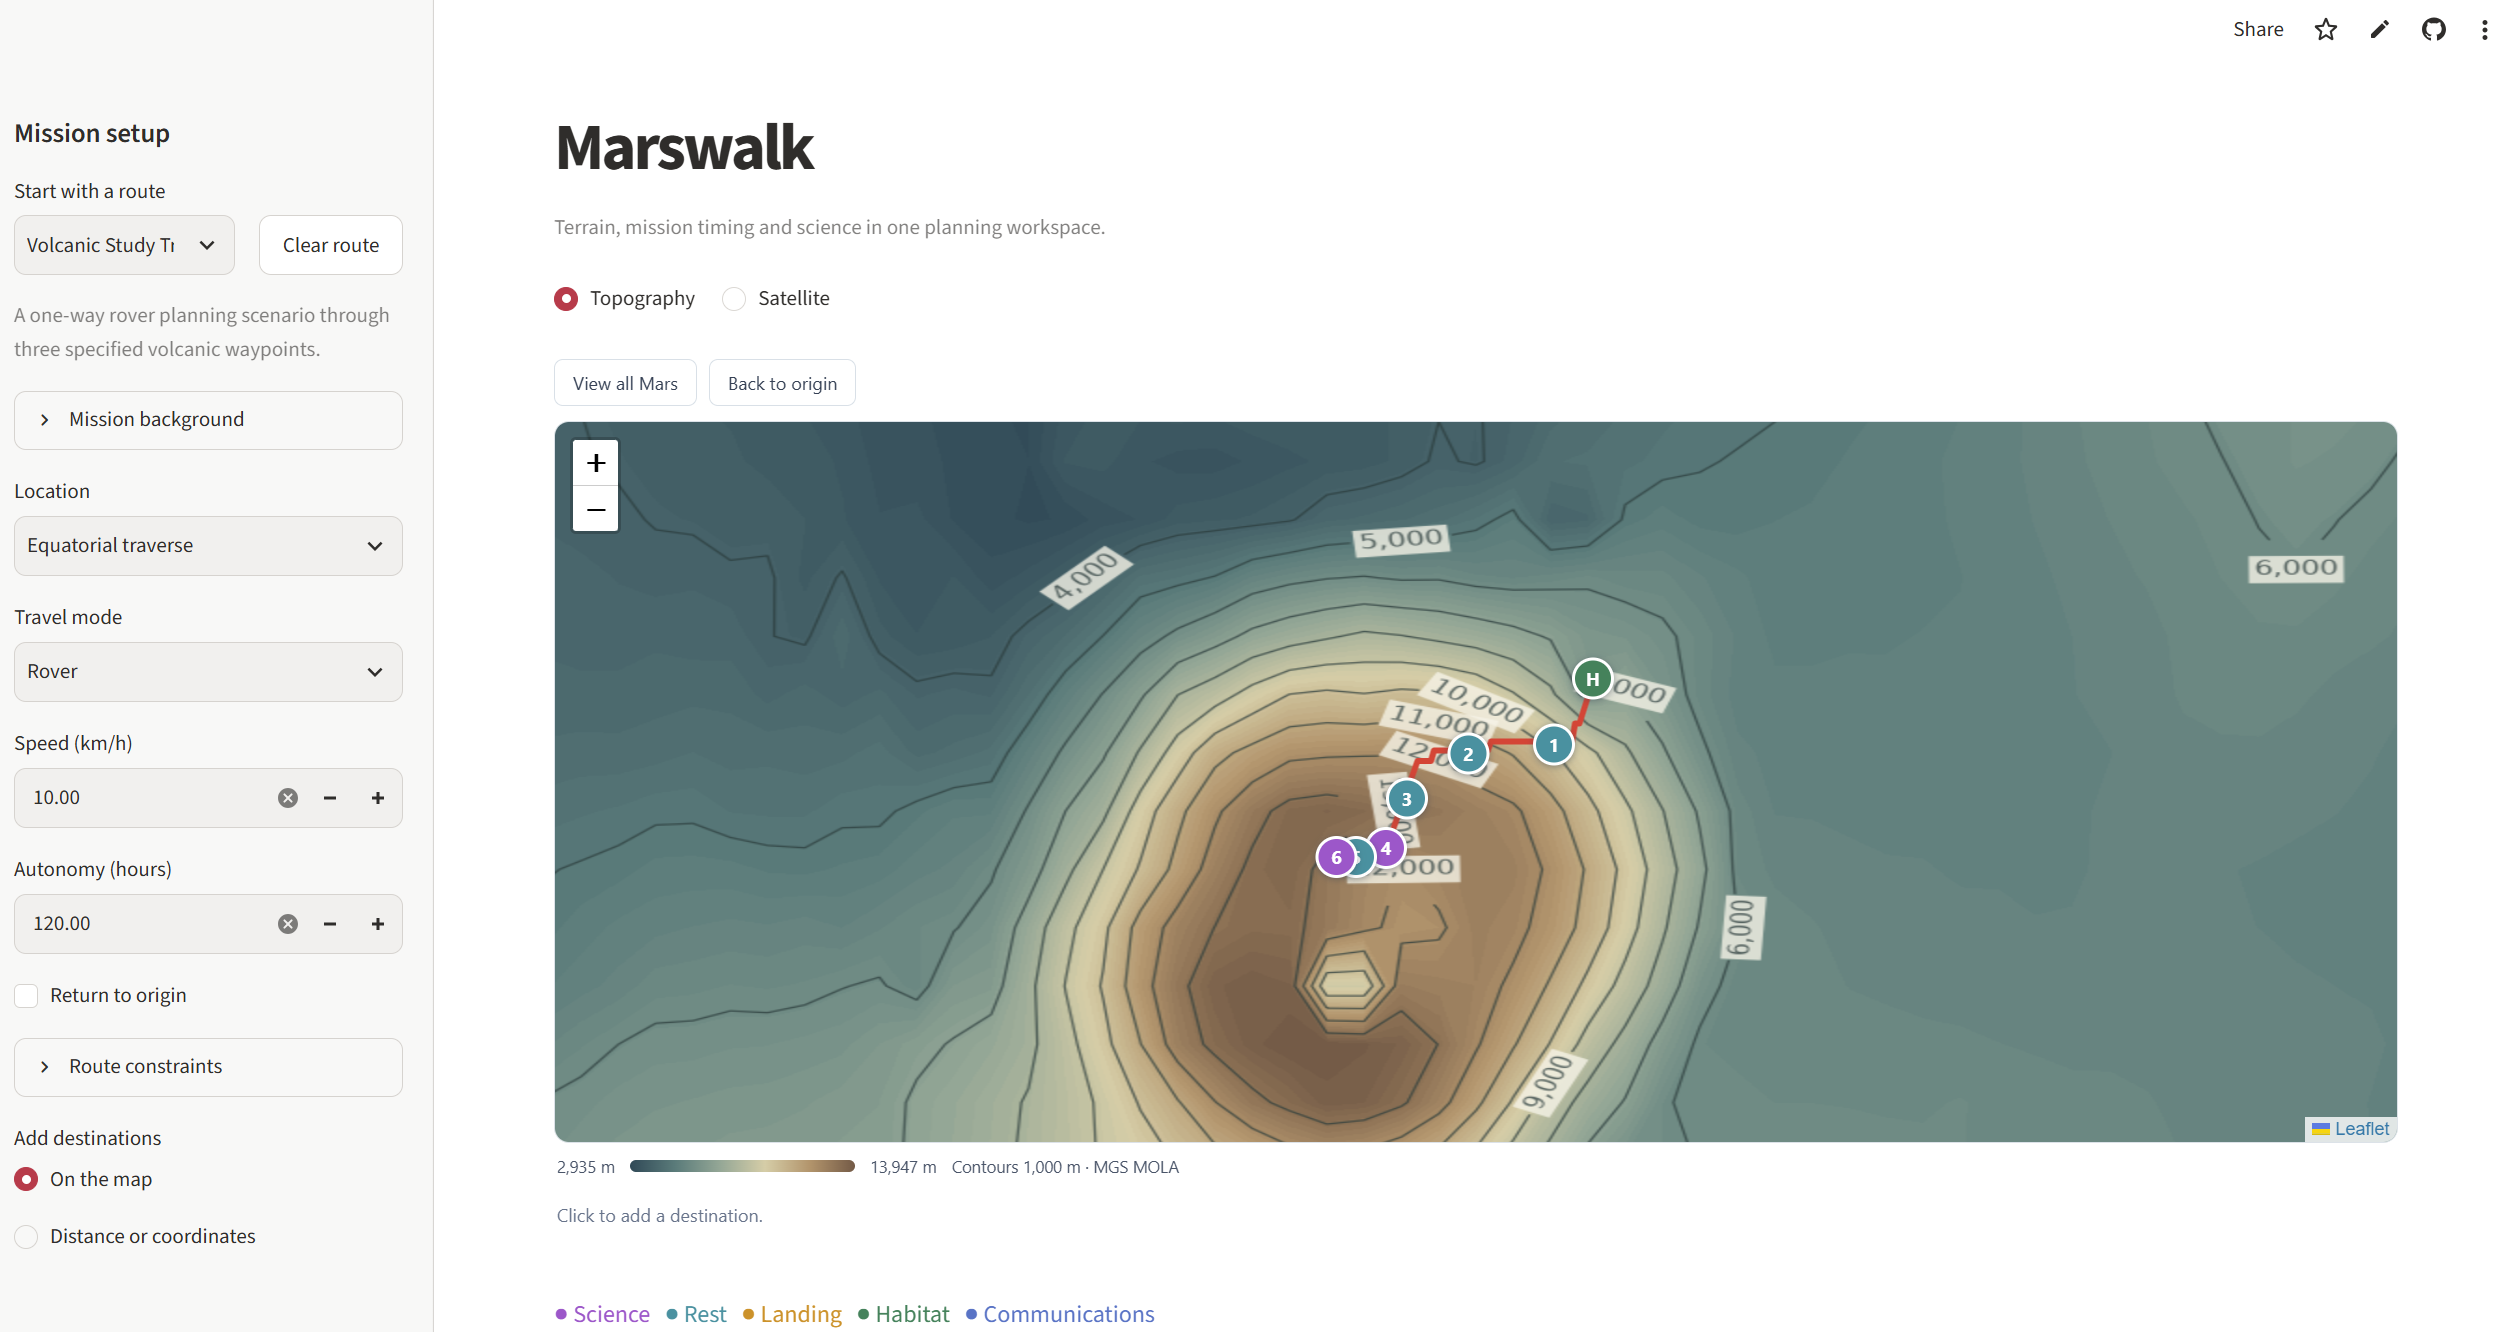 Share
Mission setup
Start with a route
Volcanic Study Tr
Clear route
A one-way rover planning scenario through
three specified volcanic waypoints.
Mission background
Location
Equatorial traverse
Travel mode
Rover
Speed (km/h)
10.00
Autonomy (hours)
120.00
Return to origin
Route constraints
Add destinations
On the map
Distance or coordinates
Marswalk
Terrain, mission timing and science in one planning workspace.
Topography
Satellite
View all Mars
Back to origin
+
−
5,000
4,000
6,000
H
000
10,000
11,000
1
2
3
4
6
2,000
6,000
9,000
Leaflet
2,935 m
13,947 m Contours 1,000 m · MGS MOLA
Click to add a destination.
Science Rest Landing Habitat Communications